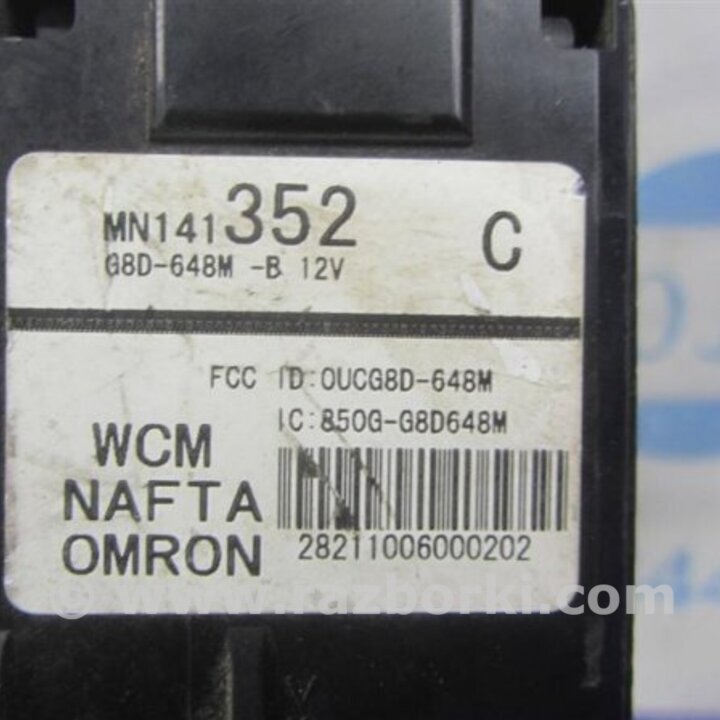 MN141352 C
G8D-648M -B 12V
FCC ID:OUCG8D-648M
IC:850G-G8D648M
WCM
NAFTA
OMRON
28211006000202
© www.razborki.com